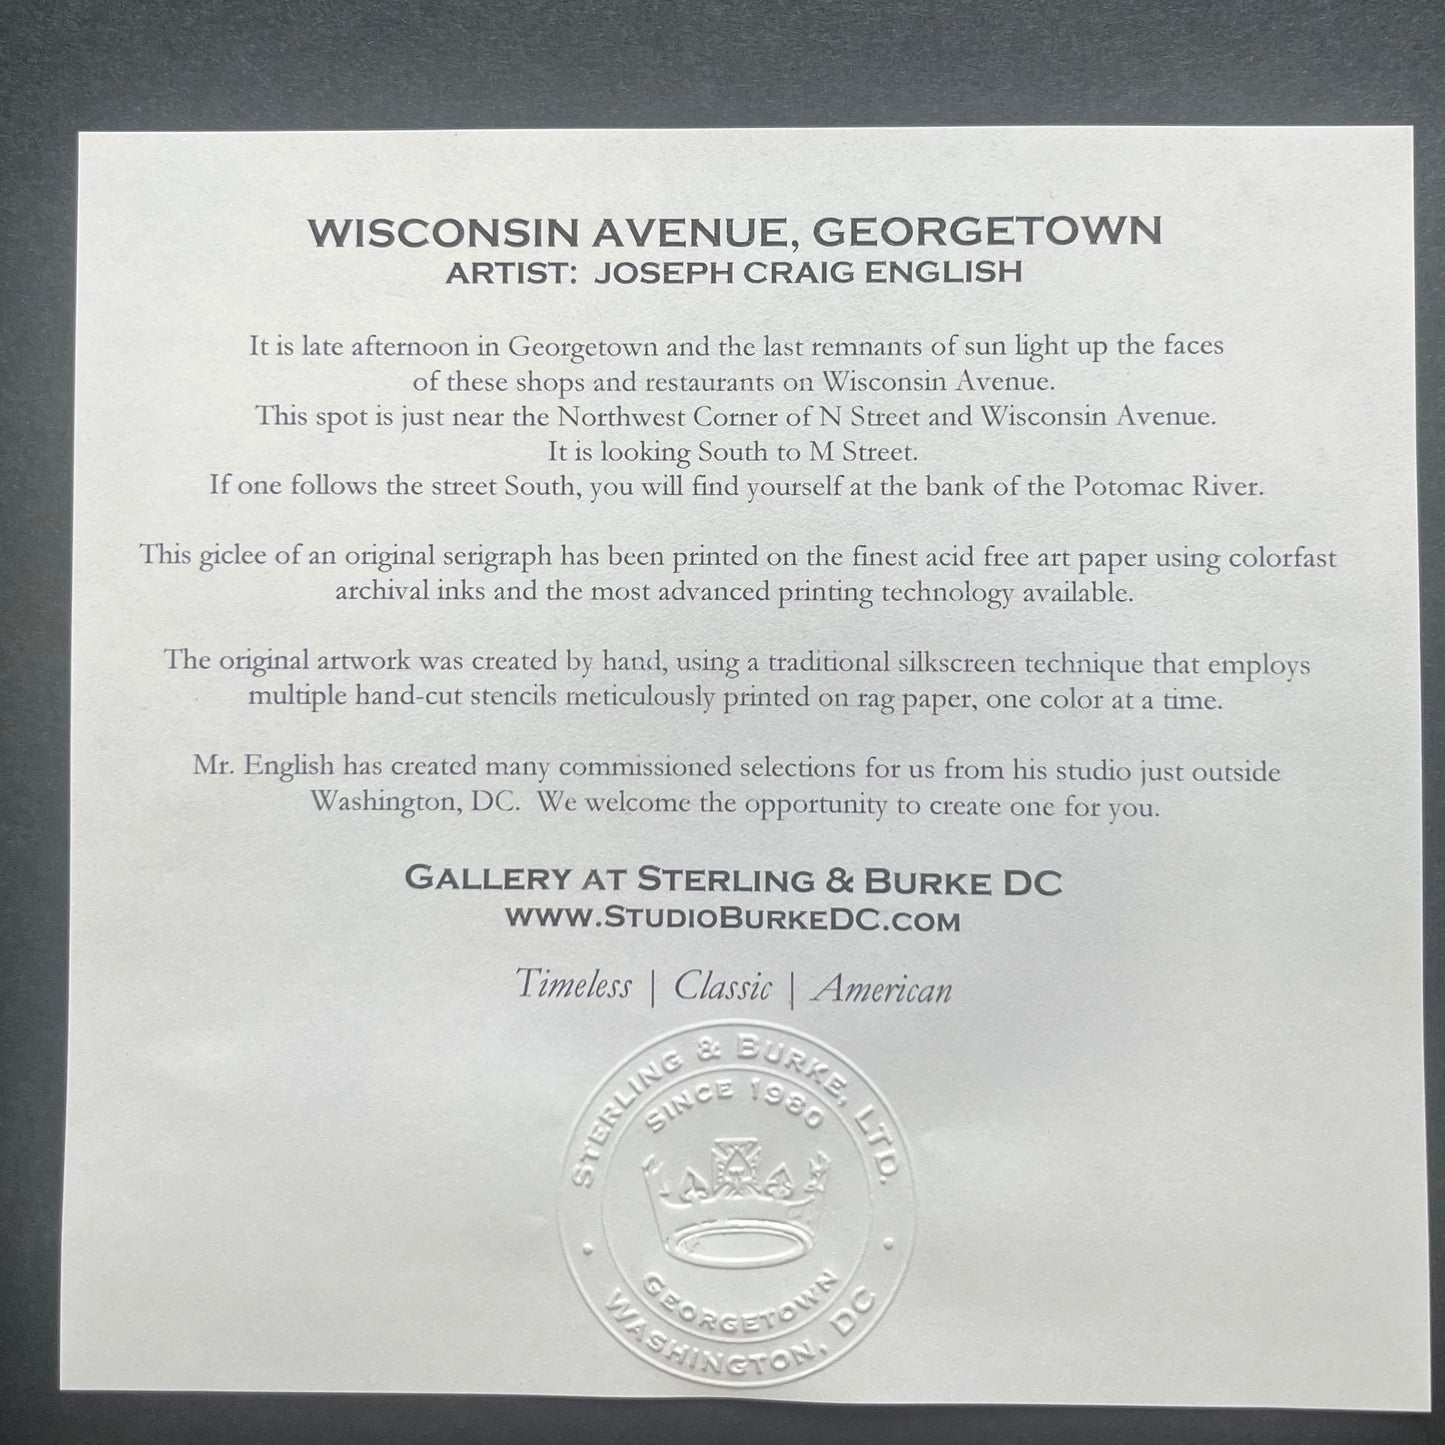 WISCONSIN AVENUE, GEORGETOWN
ARTIST: JOSEPH CRAIG ENGLISH
It is late afternoon in Georgetown and the last remnants of sun light up the faces
of these shops and restaurants on Wisconsin Avenue.
This spot is just near the Northwest Corner of N Street and Wisconsin Avenue.
It is looking South to M Street.
If one follows the street South, you will find yourself at the bank of the Potomac River.
This giclee of an original serigraph has been printed on the finest acid free art paper using colorfast
archival inks and the most advanced printing technology available.
The original artwork was created by hand, using a traditional silkscreen technique that employs
multiple hand-cut stencils meticulously printed on rag paper, one color at a time.
Mr. English has created many commissioned selections for us from his studio just outside
Washington, DC. We welcome the opportunity to create one for you.
GALLERY AT STERLING & BURKE DC
WWW.STUDIOBURKEDC.COM
Timeless | Classic | American
STERLING & BURKE, LTD.
SINCE 1980
GEORGETOWN
WASHINGTON, DC